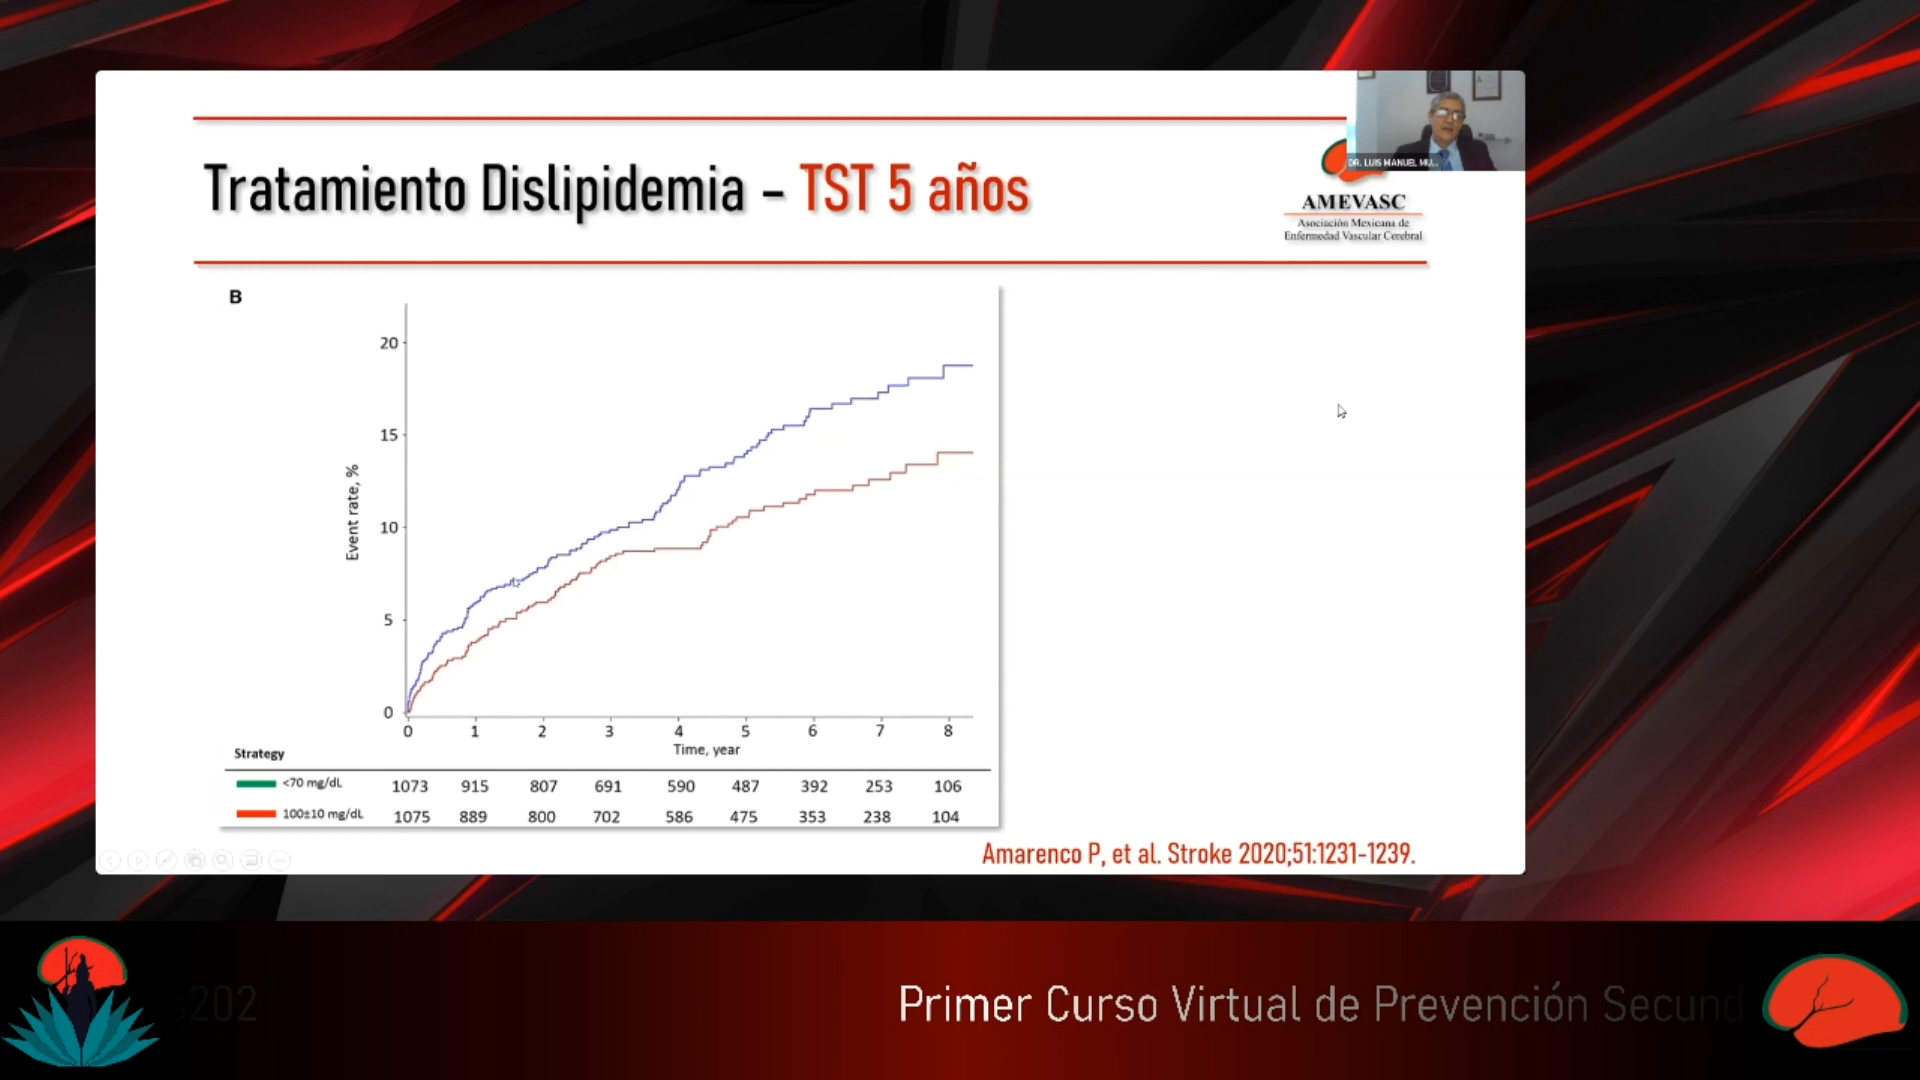 DR. LUIS MANUEL MU...
Tratamiento Dislipidemia – TST 5 años
AMEVASC
Asociación Mexicana de
Enfermedad Vascular Cerebral
B
20
15
10
5
0
Event rate, %
0 1 2 3 4 5 6 7 8
Time, year
Strategy
<70 mg/dL 1073 915 807 691 590 487 392 253 106
100±10 mg/dL 1075 889 800 702 586 475 353 238 104
Amarenco P, et al. Stroke 2020;51:1231-1239.
s202
Primer Curso Virtual de Prevención Secund